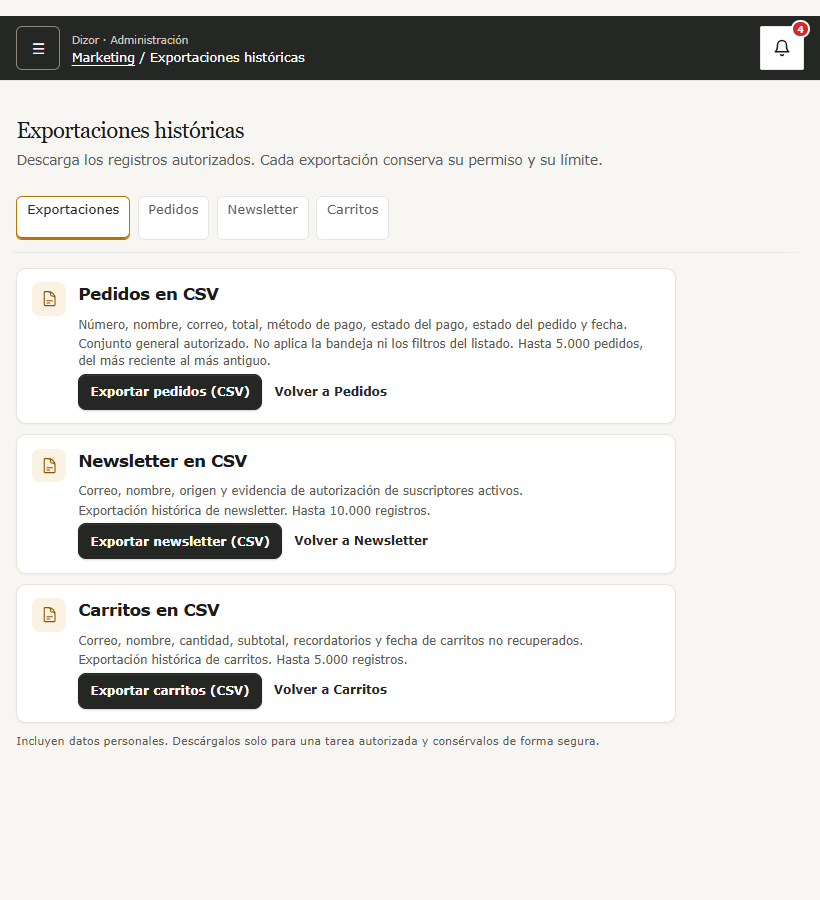 Dizor · Administración
Marketing / Exportaciones históricas
4
Exportaciones históricas
Descarga los registros autorizados. Cada exportación conserva su permiso y su límite.
Exportaciones
Pedidos
Newsletter
Carritos
Pedidos en CSV
Número, nombre, correo, total, método de pago, estado del pago, estado del pedido y fecha.
Conjunto general autorizado. No aplica la bandeja ni los filtros del listado. Hasta 5.000 pedidos,
del más reciente al más antiguo.
Exportar pedidos (CSV)
Volver a Pedidos
Newsletter en CSV
Correo, nombre, origen y evidencia de autorización de suscriptores activos.
Exportación histórica de newsletter. Hasta 10.000 registros.
Exportar newsletter (CSV)
Volver a Newsletter
Carritos en CSV
Correo, nombre, cantidad, subtotal, recordatorios y fecha de carritos no recuperados.
Exportación histórica de carritos. Hasta 5.000 registros.
Exportar carritos (CSV)
Volver a Carritos
Incluyen datos personales. Descárgalos solo para una tarea autorizada y consérvalos de forma segura.